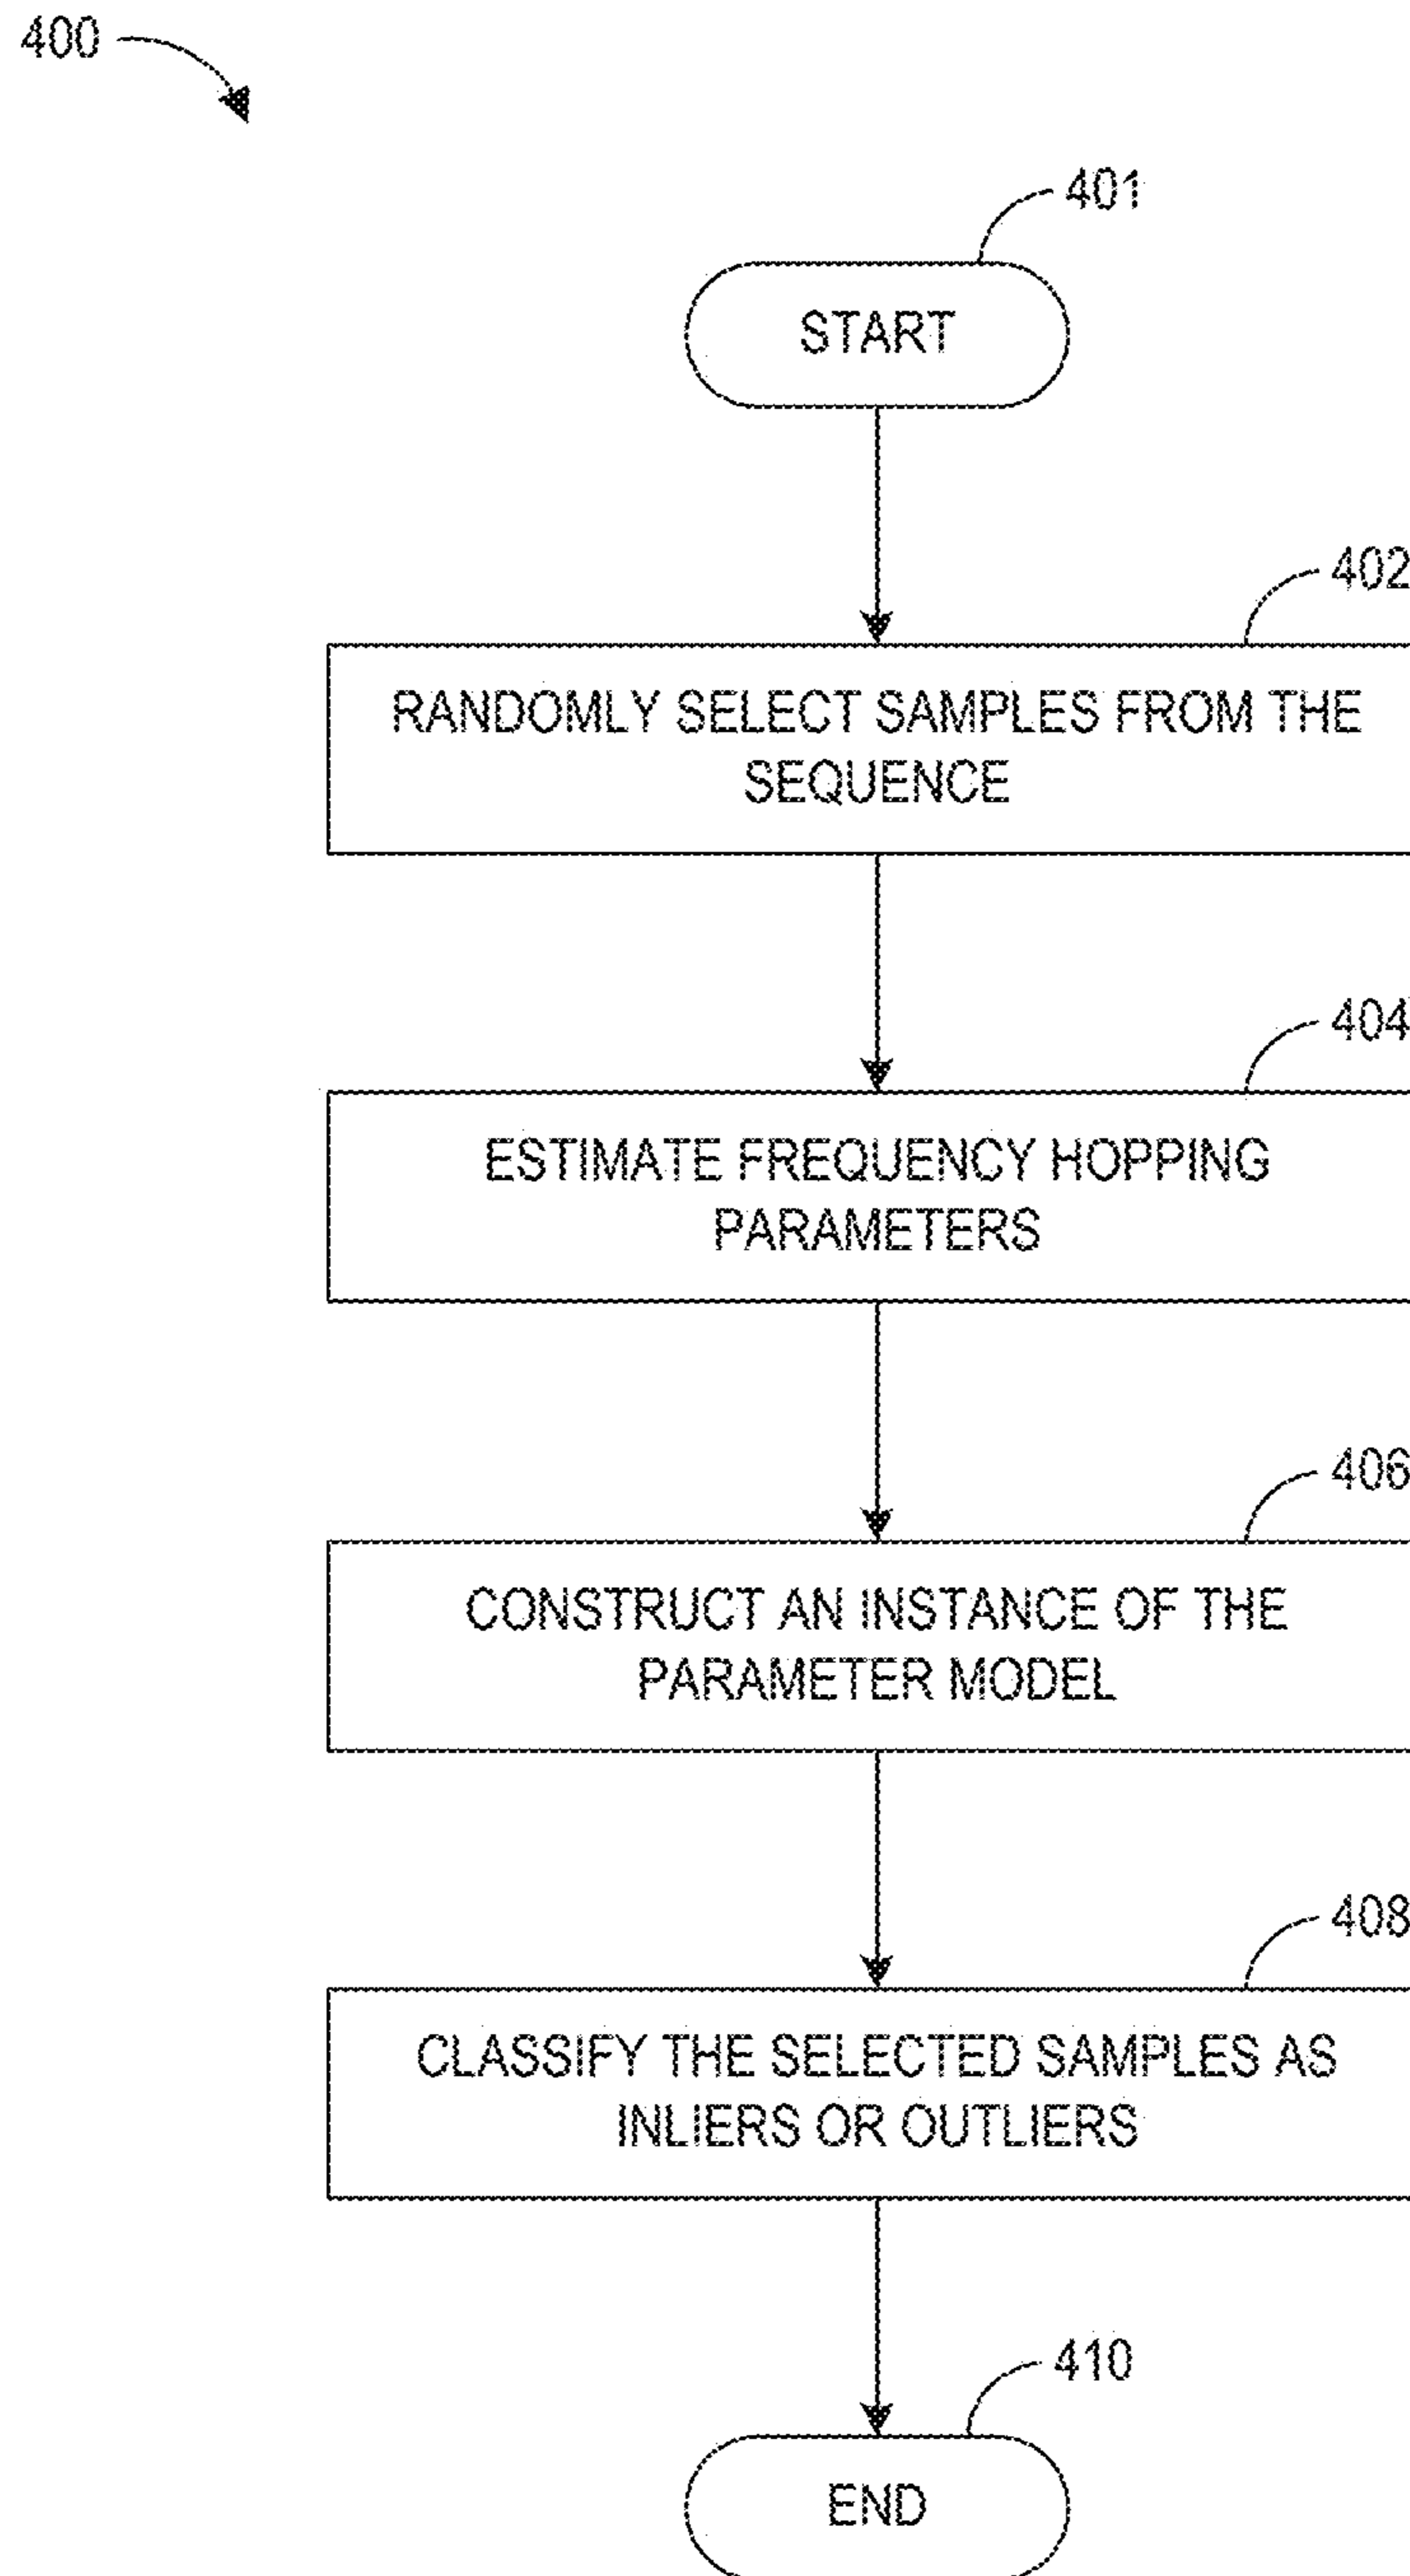 400
401
START
402
RANDOMLY SELECT SAMPLES FROM THE
SEQUENCE
404
ESTIMATE FREQUENCY HOPPING
PARAMETERS
406
CONSTRUCT AN INSTANCE OF THE
PARAMETER MODEL
408
CLASSIFY THE SELECTED SAMPLES AS
INLIERS OR OUTLIERS
410
END